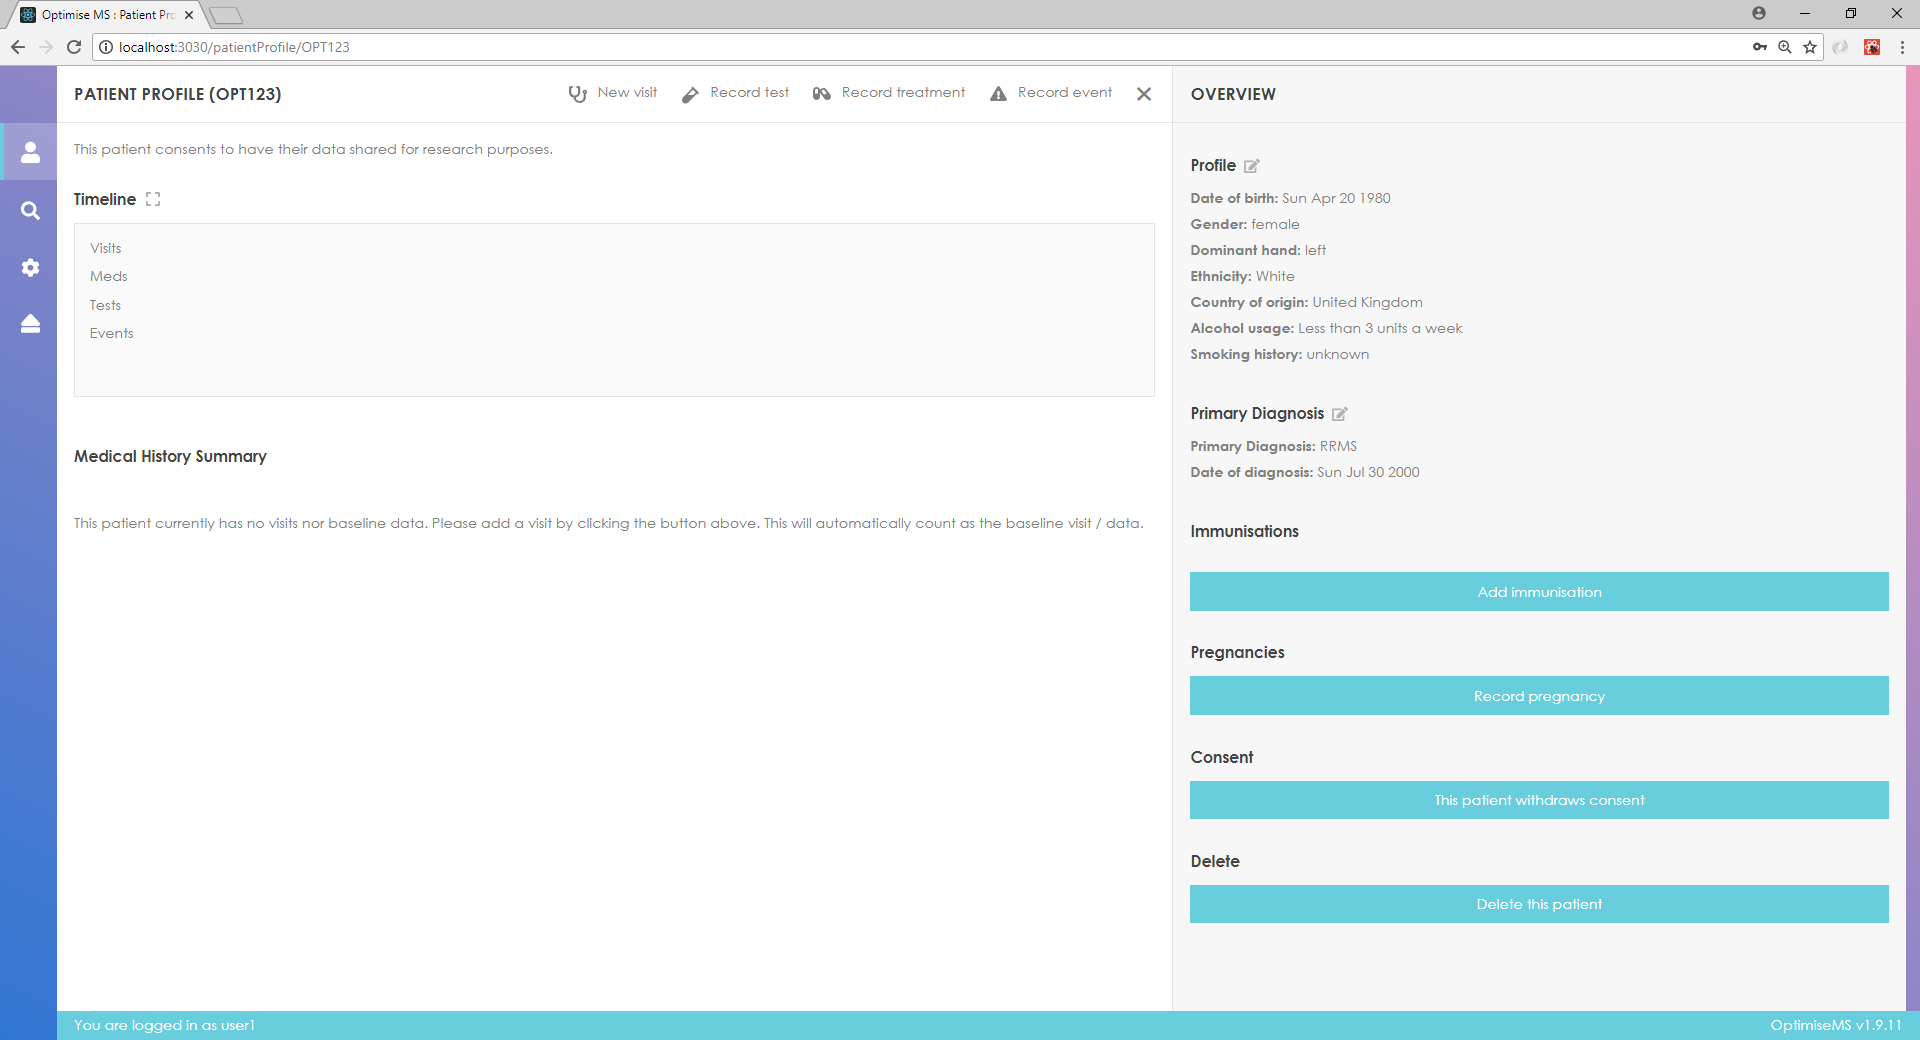 Optimise MS : Patient Pro
localhost:3030/patientProfile/OPT123
PATIENT PROFILE (OPT123)
New visit
Record test
Record treatment
Record event
OVERVIEW
This patient consents to have their data shared for research purposes.
Timeline
Visits
Meds
Tests
Events
Medical History Summary
This patient currently has no visits nor baseline data. Please add a visit by clicking the button above. This will automatically count as the baseline visit / data.
Profile
Date of birth: Sun Apr 20 1980
Gender: female
Dominant hand: left
Ethnicity: White
Country of origin: United Kingdom
Alcohol usage: Less than 3 units a week
Smoking history: unknown
Primary Diagnosis
Primary Diagnosis: RRMS
Date of diagnosis: Sun Jul 30 2000
Immunisations
Add immunisation
Pregnancies
Record pregnancy
Consent
This patient withdraws consent
Delete
Delete this patient
You are logged in as user1
OptimiseMS v1.9.11